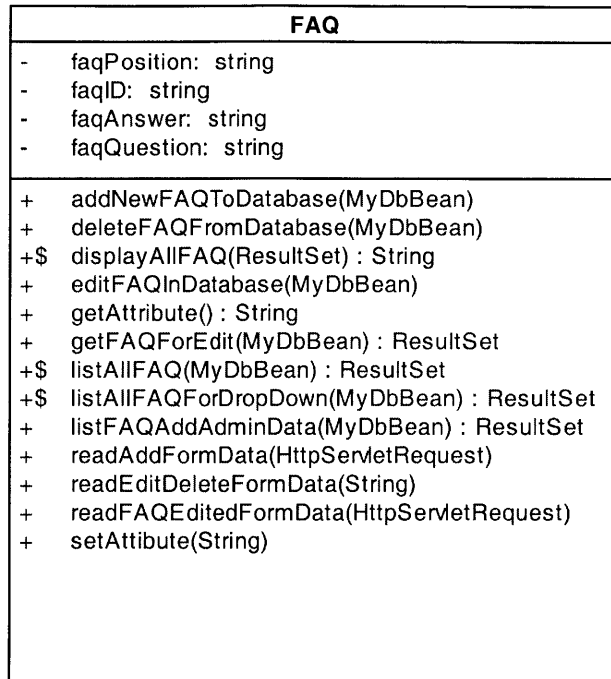 FAQ
- faqPosition: string
- faqID: string
- faqAnswer: string
- faqQuestion: string
+ addNewFAQToDatabase(MyDbBean)
+ deleteFAQFromDatabase(MyDbBean)
+$ displayAllFAQ(ResultSet) : String
+ editFAQInDatabase(MyDbBean)
+ getAttribute() : String
+ getFAQForEdit(MyDbBean) : ResultSet
+$ listAllFAQ(MyDbBean) : ResultSet
+$ listAllFAQForDropDown(MyDbBean) : ResultSet
+ listFAQAddAdminData(MyDbBean) : ResultSet
+ readAddFormData(HttpServletRequest)
+ readEditDeleteFormData(String)
+ readFAQEditedFormData(HttpServletRequest)
+ setAttibute(String)